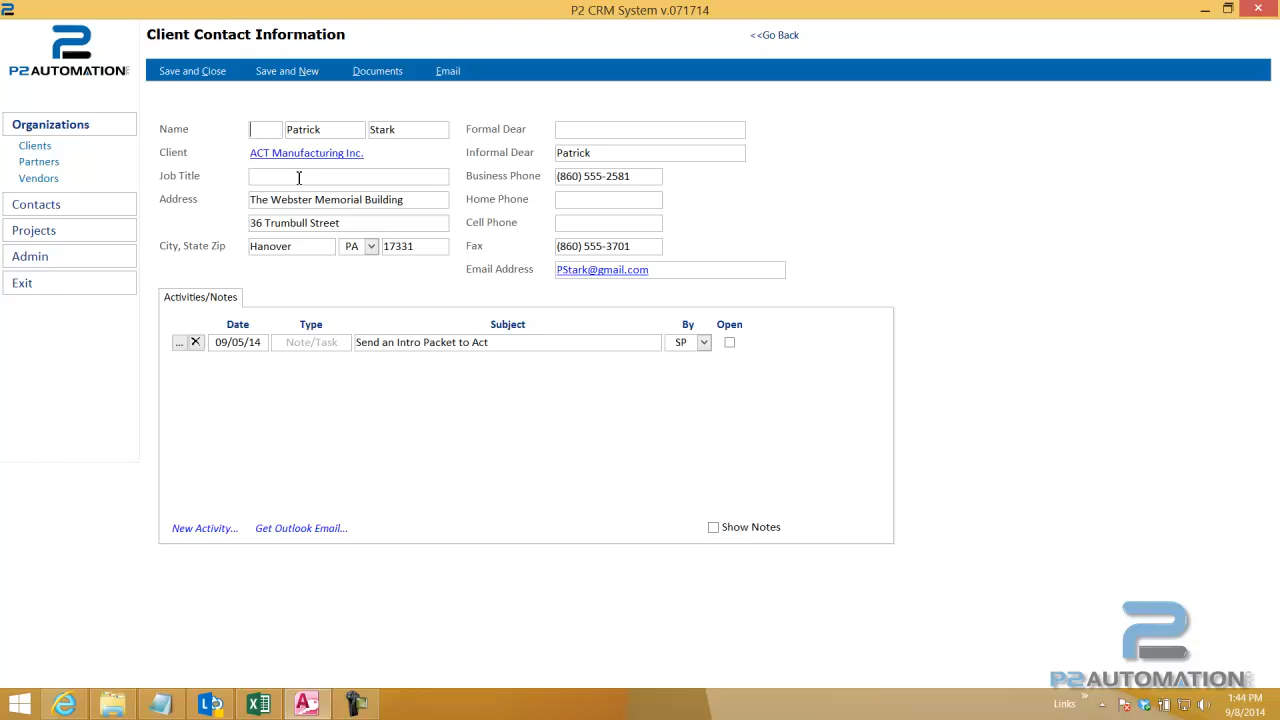 P2 CRM System v.071714
P2AUTOMATION
Client Contact Information
<<Go Back
Save and Close
Save and New
Documents
Email
Organizations
Clients
Partners
Vendors
Contacts
Projects
Admin
Exit
Name
Patrick
Stark
Client
ACT Manufacturing Inc.
Job Title
Address
The Webster Memorial Building
36 Trumbull Street
City, State Zip
Hanover
PA
17331
Formal Dear
Informal Dear
Patrick
Business Phone
(860) 555-2581
Home Phone
Cell Phone
Fax
(860) 555-3701
Email Address
PStark@gmail.com
Activities/Notes
Date
Type
Subject
By
Open
...
09/05/14
Note/Task
Send an Intro Packet to Act
SP
New Activity...
Get Outlook Email...
Show Notes
P2AUTOMATION
Links
1:44 PM
9/8/2014